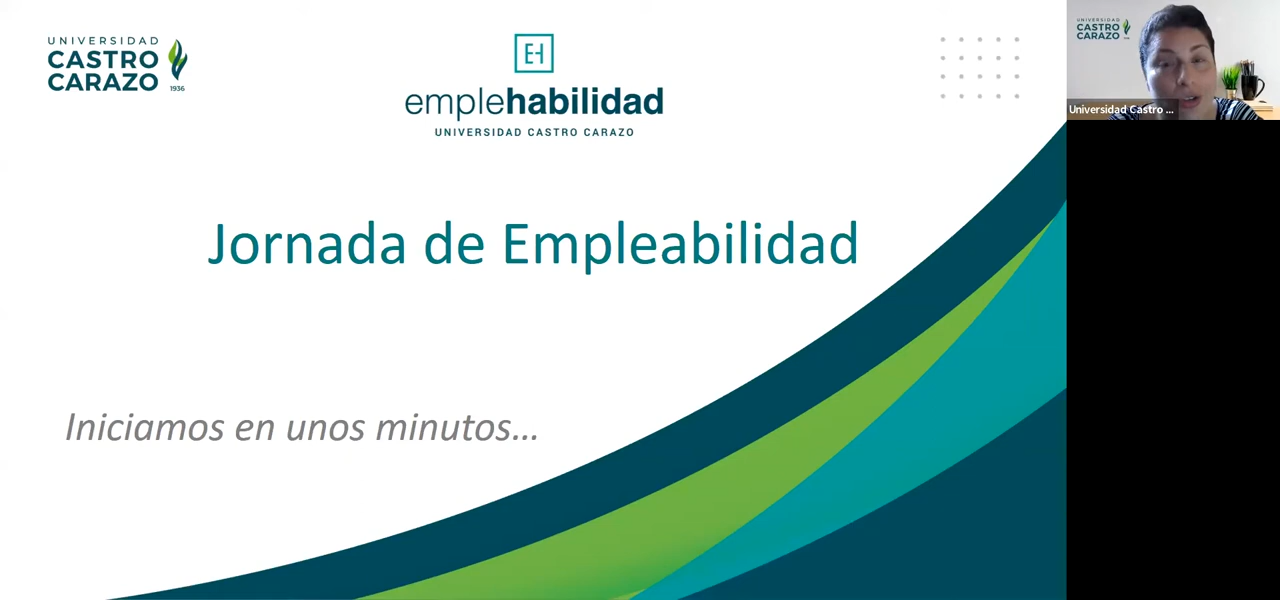 UNIVERSIDAD
CASTRO
CARAZO
1936
EH
emplehabilidad
UNIVERSIDAD CASTRO CARAZO
Jornada de Empleabilidad
Iniciamos en unos minutos...
UNIVERSIDAD
CASTRO
CARAZO
Universidad Castro ...